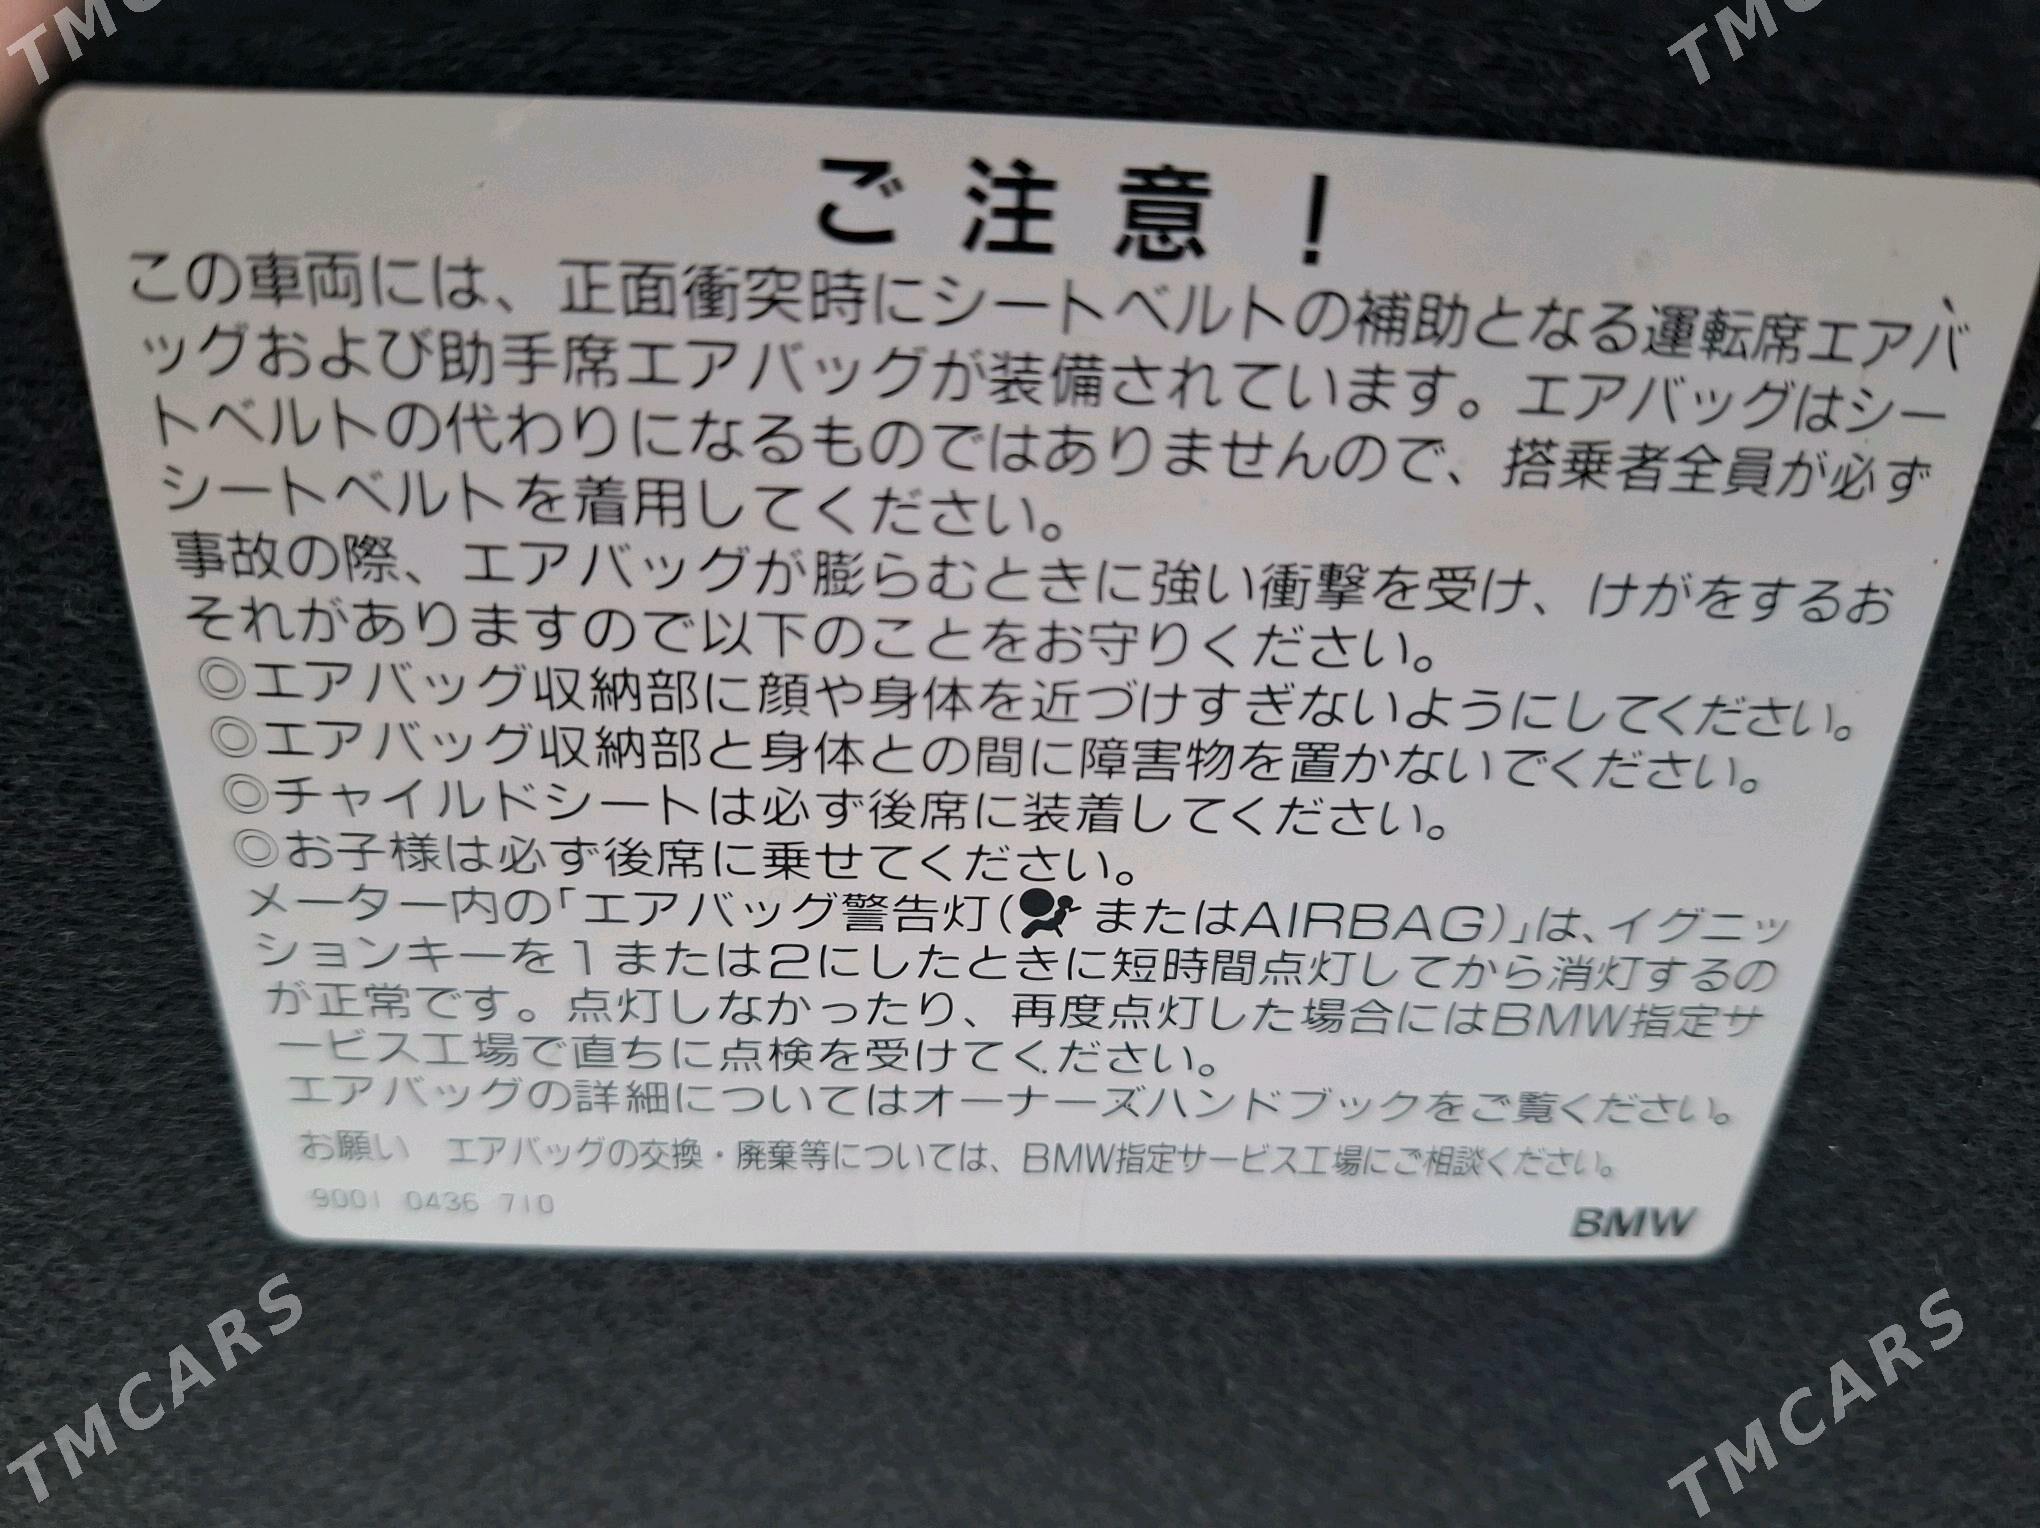 ご注意！
この車両には、正面衝突時にシートベルトの補助となる運転席エアバ
ッグおよび助手席エアバッグが装備されています。エアバッグはシー
トベルトの代わりになるものではありませんので、搭乗者全員が必ず
シートベルトを着用してください。
事故の際、エアバッグが膨らむときに強い衝撃を受け、けがをするお
それがありますので以下のことをお守りください。
◎エアバッグ収納部に顔や身体を近づけすぎないようにしてください。
◎エアバッグ収納部と身体との間に障害物を置かないでください。
◎チャイルドシートは必ず後席に装着してください。
◎お子様は必ず後席に乗せてください。
メーター内の「エアバッグ警告灯(またはAIRBAG)」は、イグニッ
ションキーを1または2にしたときに短時間点灯してから消灯するの
が正常です。点灯しなかったり、再度点灯した場合にはBMW指定サ
ービス工場で直ちに点検を受けてください。
エアバッグの詳細についてはオーナーズハンドブックをご覧ください。
お願い エアバッグの交換・廃棄等については、BMW指定サービス工場にご相談ください。
9001 0436 710
BMW
TMCARS
TMCARS